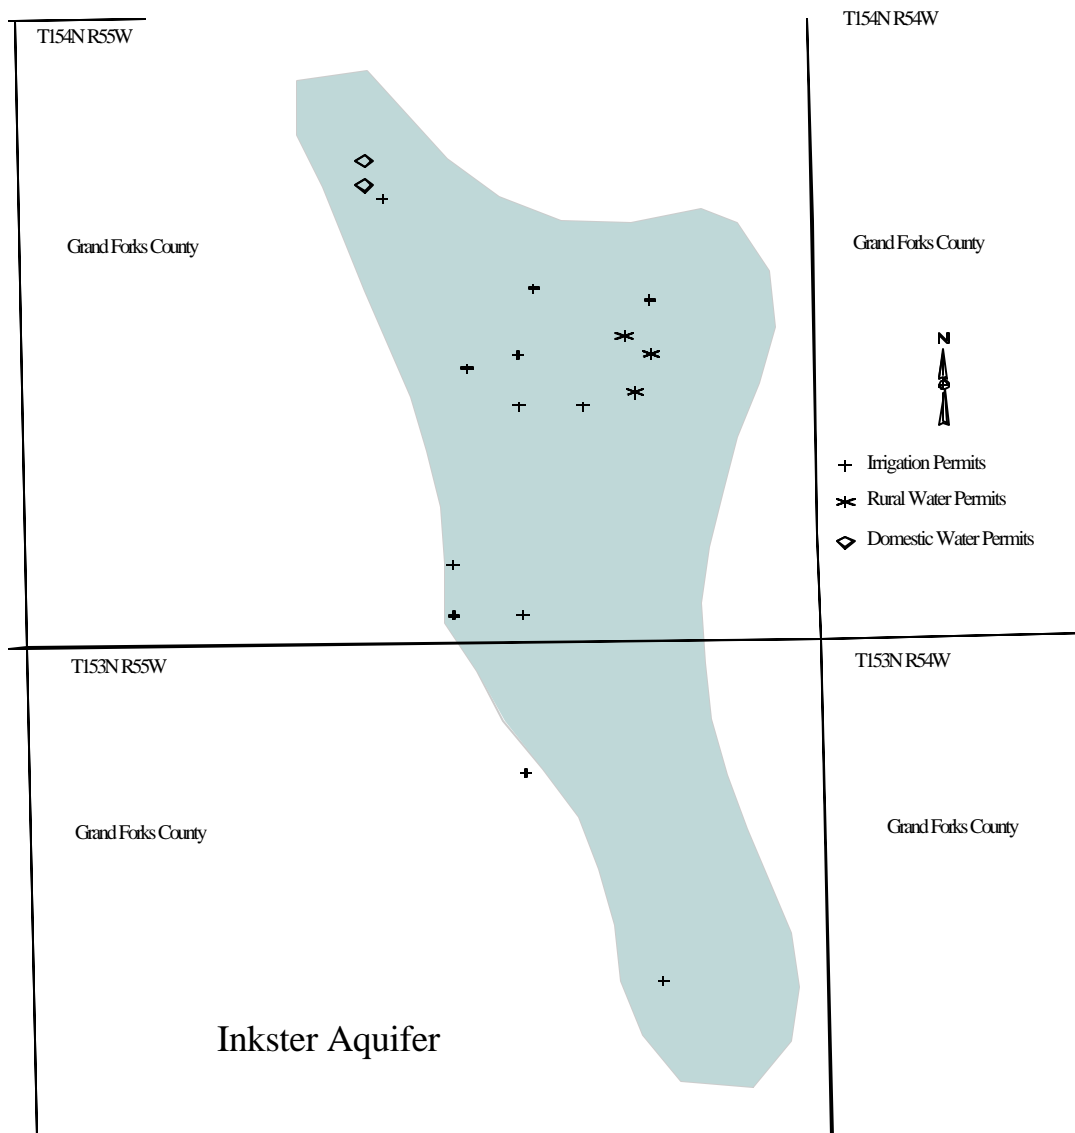 T154N R55W
T154N R54W
Grand Forks County
Grand Forks County
N
Irrigation Permits
Rural Water Permits
Domestic Water Permits
T153N R55W
T153N R54W
Grand Forks County
Grand Forks County
Inkster Aquifer